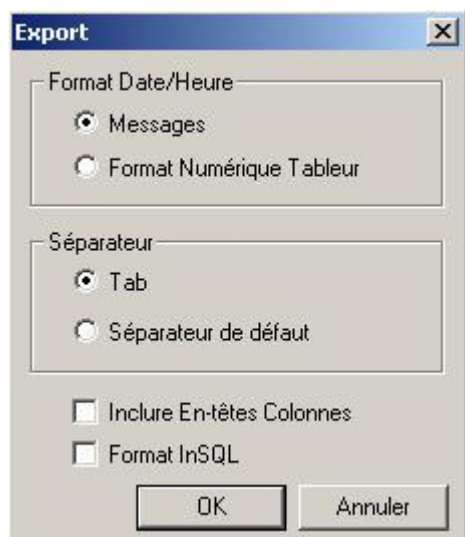 Export
Format Date/Heure
Messages
Format Numérique Tableur
Séparateur
Tab
Séparateur de défaut
Inclure En-têtes Colonnes
Format InSQL
OK Annuler